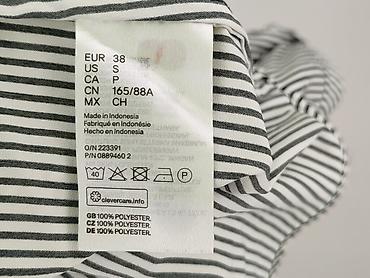 EUR 38
US S
CA P
CN 165/88A
MX CH
Made in Indonesia
Fabriqué en Indonésie
Hecho en Indonesia
O/N 223391
P/N 0889460 2
40 P
clevercare.info
GB 100% POLYESTER.
CZ 100% POLYESTER.
DE 100% POLYESTER.